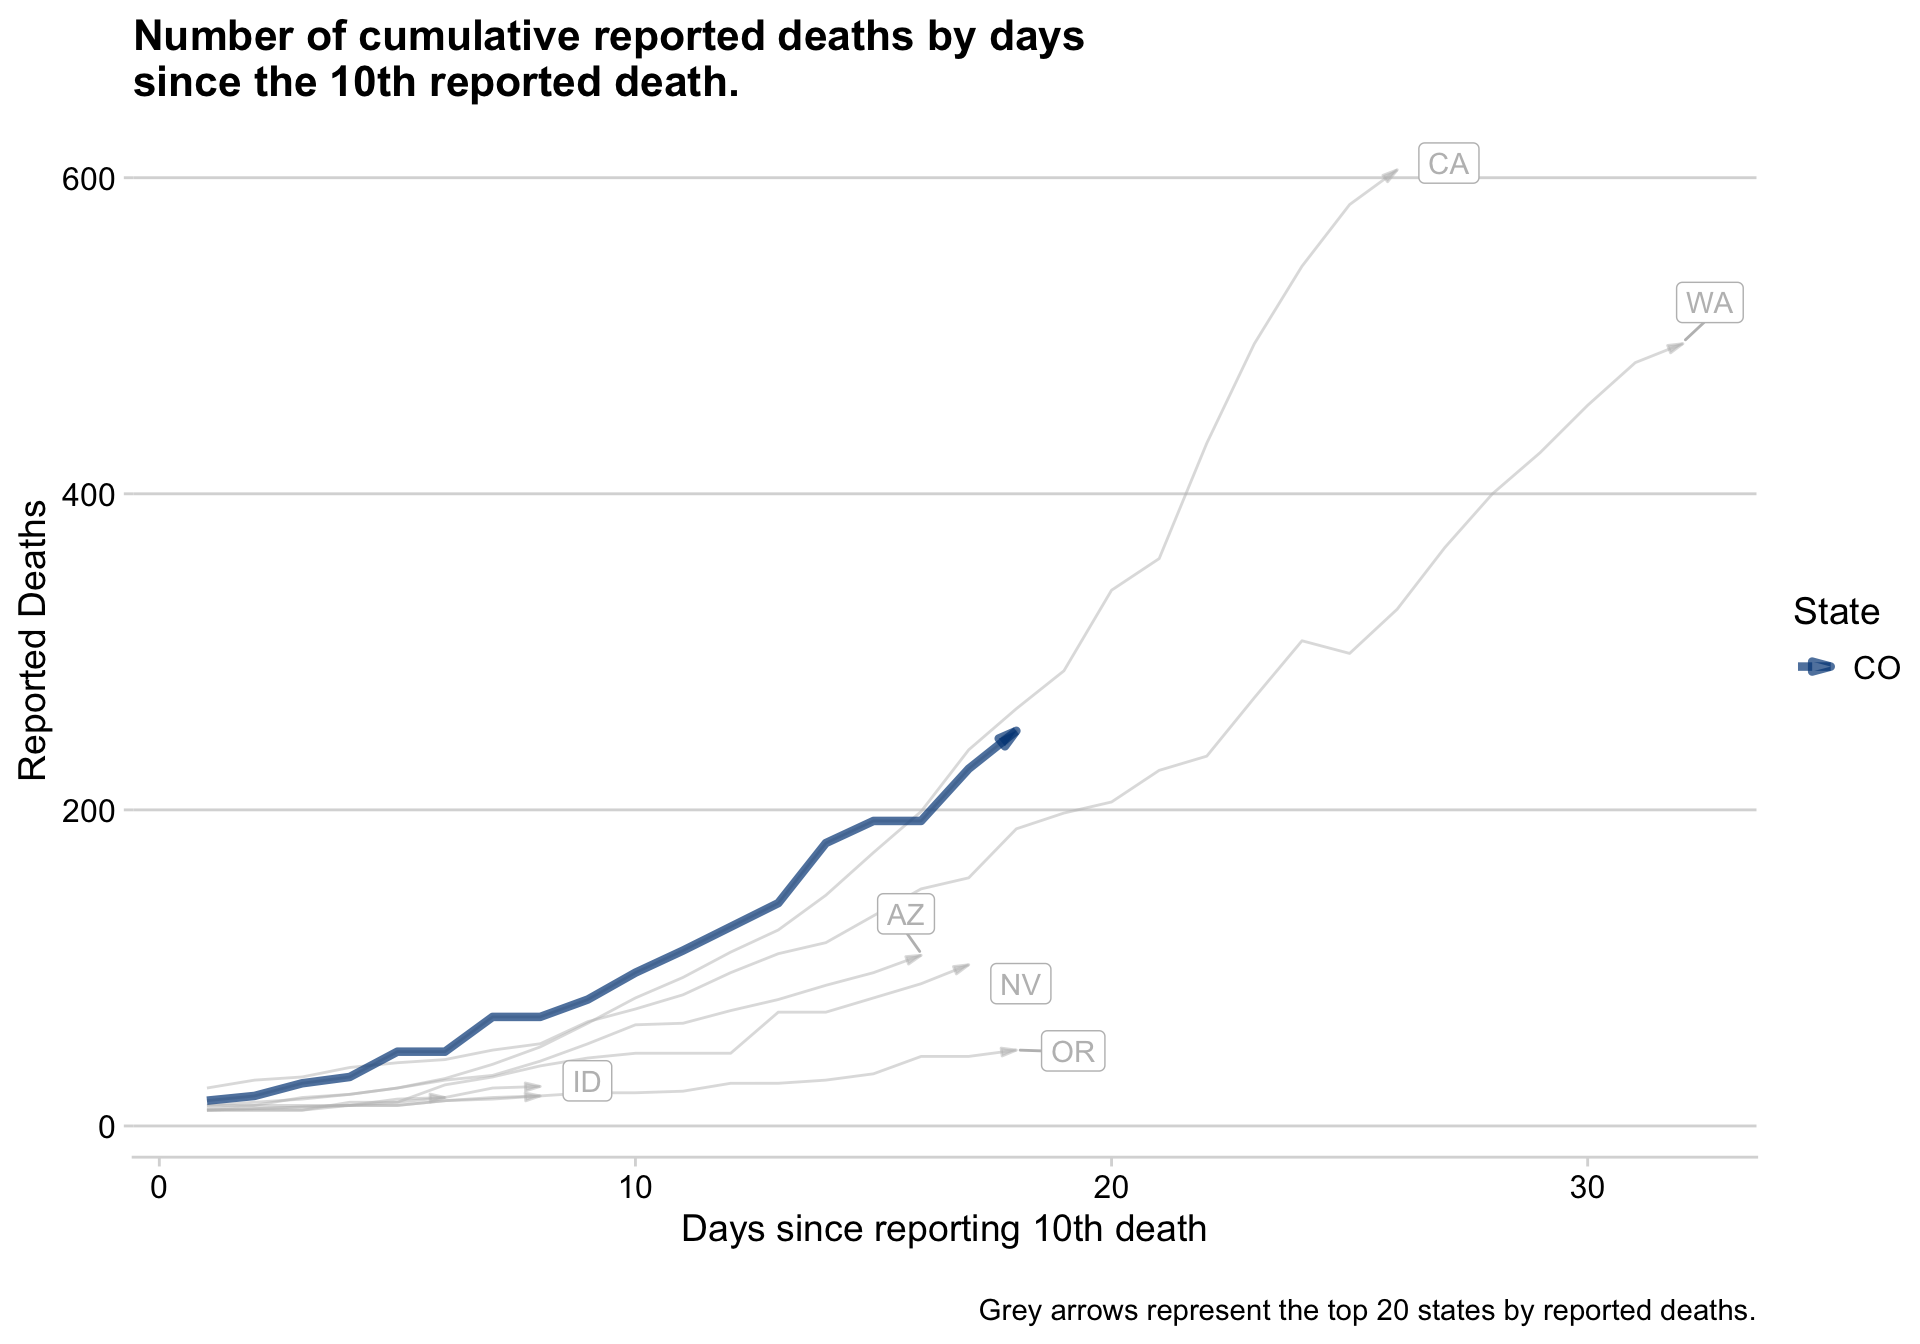 Number of cumulative reported deaths by days
since the 10th reported death.
600
400
200
0
Reported Deaths
CA
WA
AZ
NV
OR
ID
State
CO
0 10 20 30
Days since reporting 10th death
Grey arrows represent the top 20 states by reported deaths.